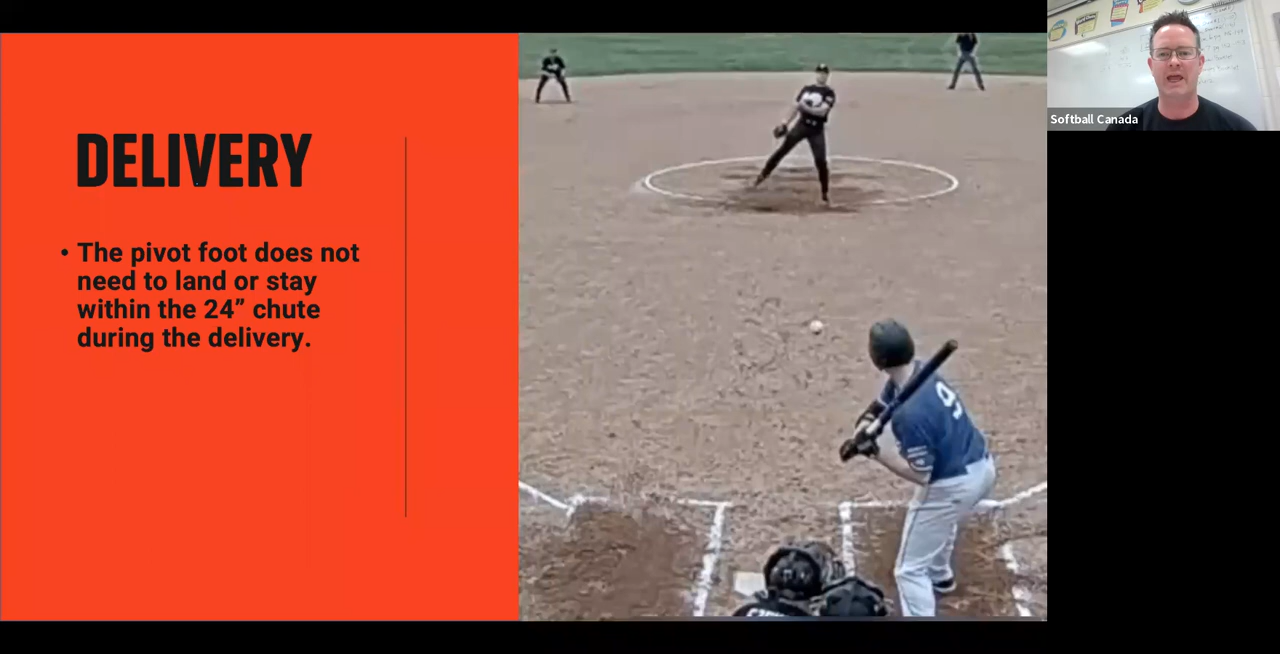 DELIVERY
• The pivot foot does not
need to land or stay
within the 24” chute
during the delivery.
Softball Canada